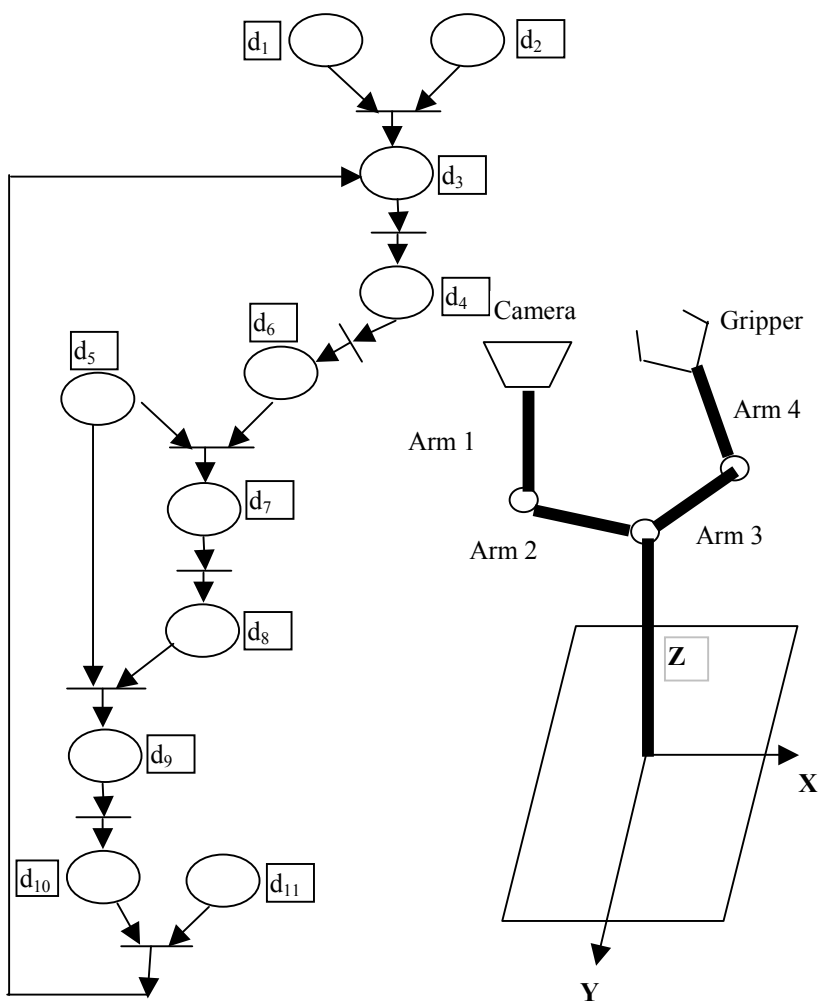 d₁
d₂
d₃
d₄
Camera
d₆
Gripper
d₅
Arm 4
Arm 1
d₇
Arm 3
Arm 2
d₈
Z
d₉
X
d₁₀
d₁₁
Y